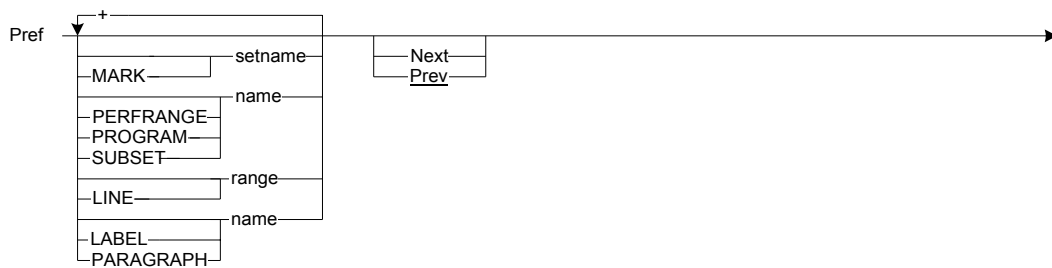 +
Pref
setname Next
MARK Prev
name
PERFRANGE
PROGRAM
SUBSET
range
LINE
name
LABEL
PARAGRAPH